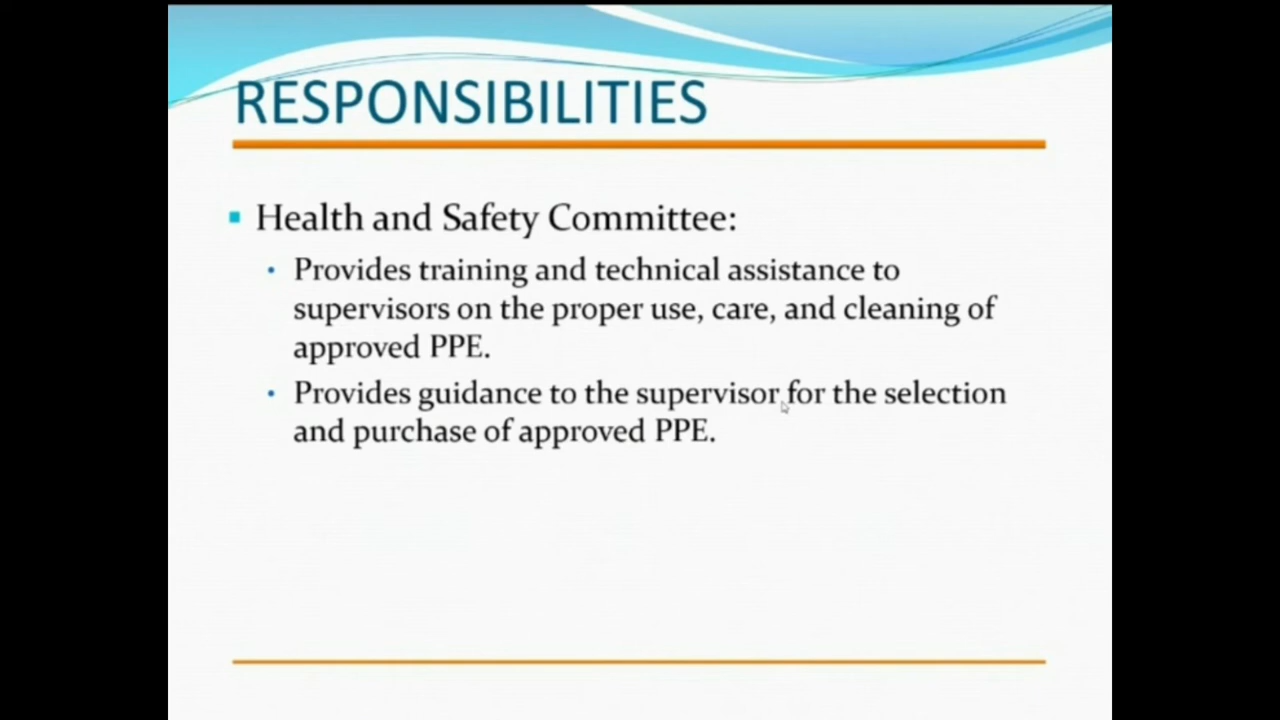 RESPONSIBILITIES
Health and Safety Committee:
Provides training and technical assistance to
supervisors on the proper use, care, and cleaning of
approved PPE.
Provides guidance to the supervisor for the selection
and purchase of approved PPE.